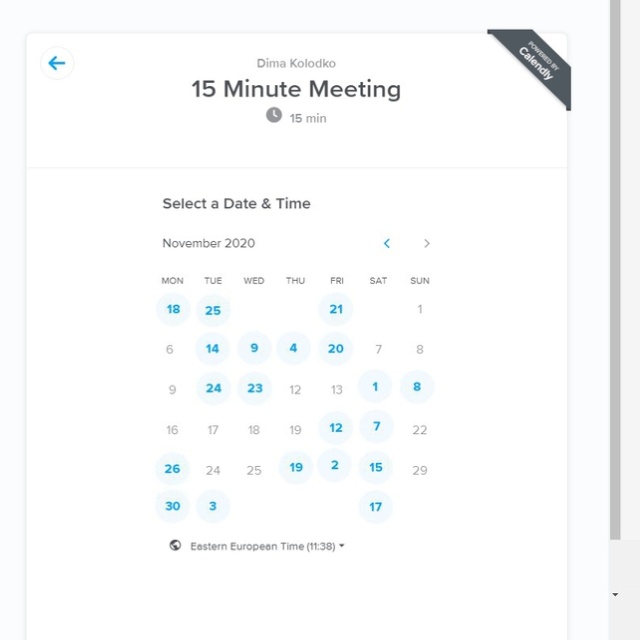 POWERED BY
Calendly
Dima Kolodko
15 Minute Meeting
15 min
Select a Date & Time
November 2020
MON TUE WED THU FRI SAT SUN
18 25 21 1
6 14 9 4 20 7 8
9 24 23 12 13 1 8
16 17 18 19 12 7 22
26 24 25 19 2 15 29
30 3 17
Eastern European Time (11:38)